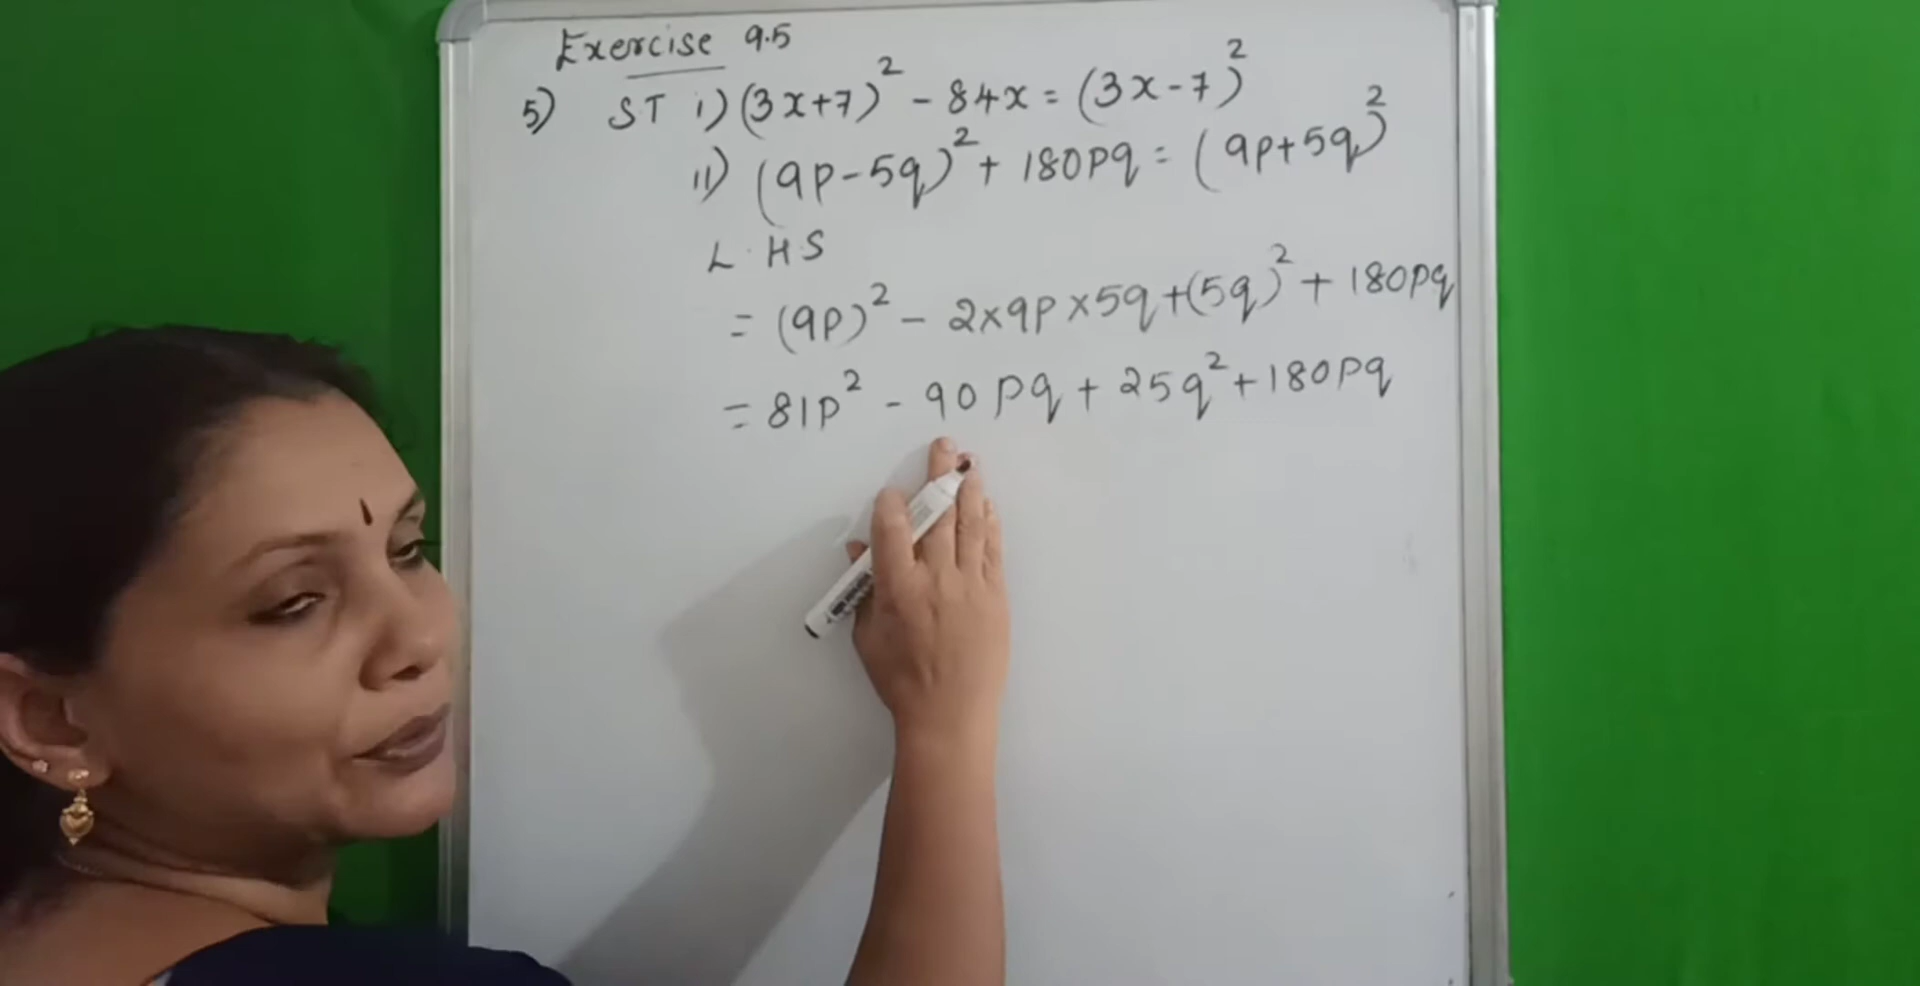 Exercise 9.5
5) ST i) (3x+7)² - 84x = (3x-7)²
ii) (9p-5q)² + 180pq = (9p+5q)²
L.H.S
= (9p)² - 2×9p×5q+(5q)² + 180pq
= 81p² - 90pq + 25q² + 180pq